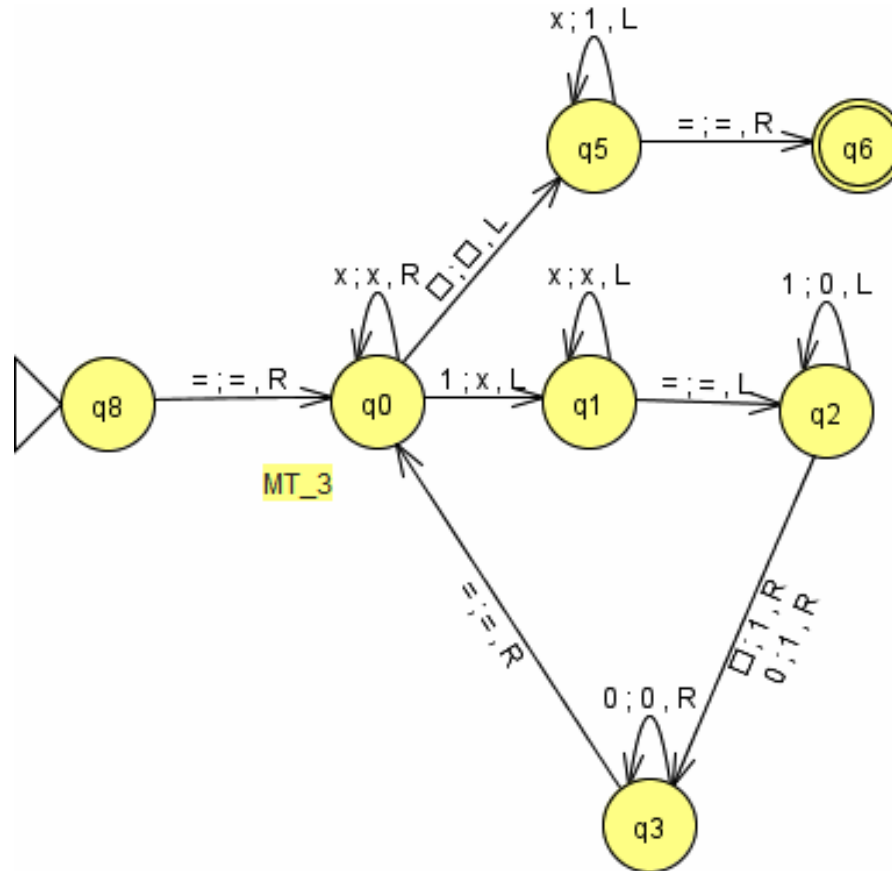 x ; 1 , L
q5
= ; = , R
q6
□ ; □ , L
x ; x , R
x ; x , L
1 ; 0 , L
q8
= ; = , R
q0
1 ; x , L
q1
= ; = , L
q2
MT_3
= ; = , R
□ ; 1 , R
0 ; 1 , R
0 ; 0 , R
q3